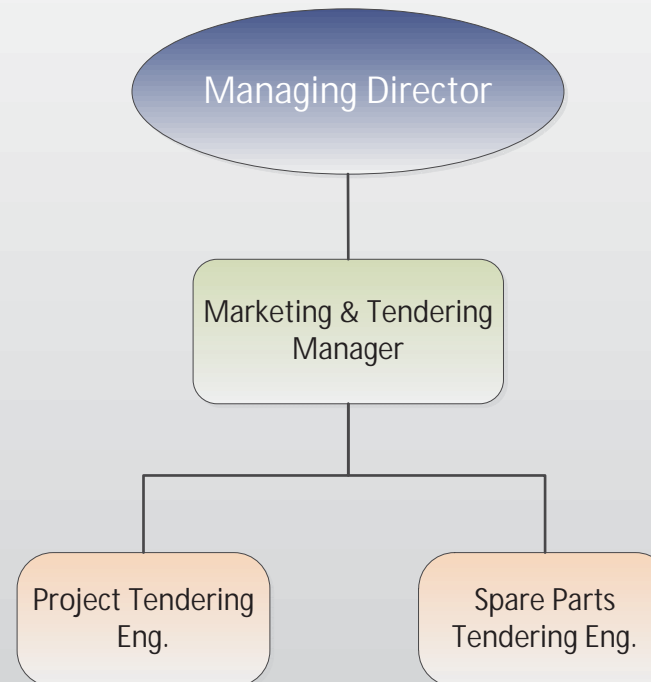 Managing Director
Marketing & Tendering
Manager
Project Tendering
Eng.
Spare Parts
Tendering Eng.